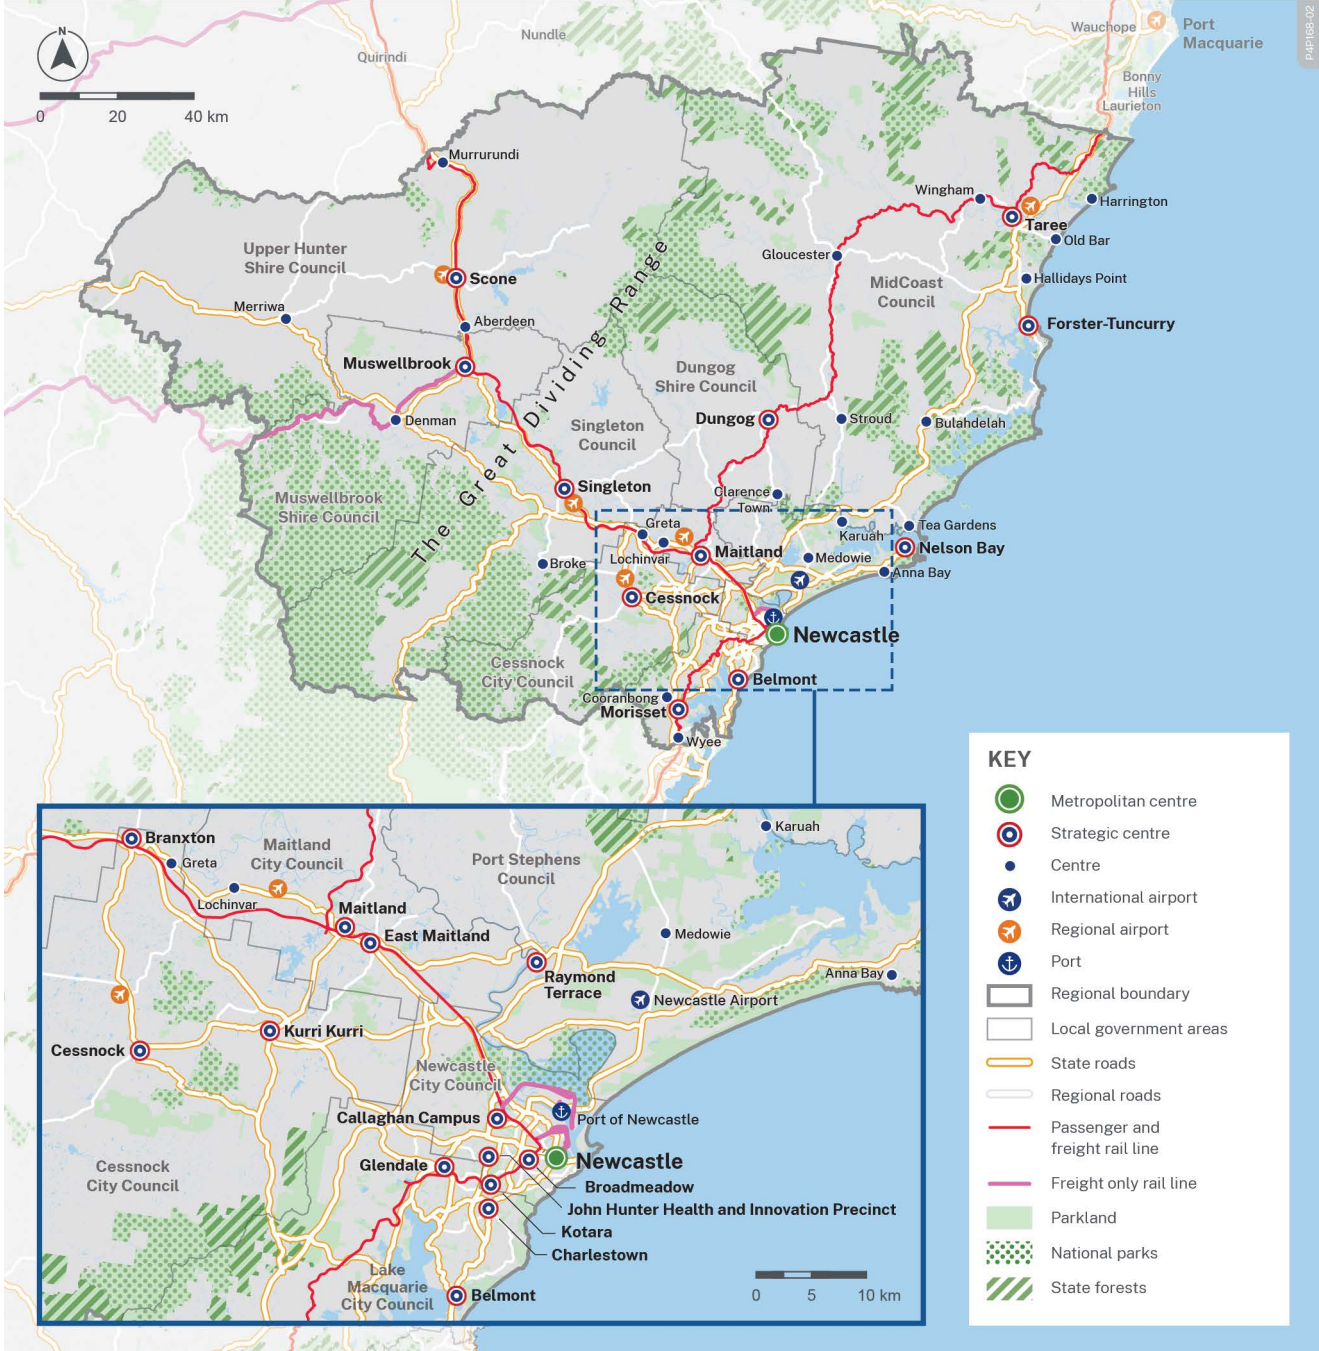 P4P168-02
N
0 20 40 km
Wauchope
Port
Macquarie
Nundle
Quirindi
Bonny
Hills
Laurieton
Murrurundi
Wingham
Harrington
Taree
Old Bar
Upper Hunter
Shire Council
Gloucester
Scone
MidCoast
Council
Hallidays Point
Merriwa
Aberdeen
Forster-Tuncurry
The Great Dividing Range
Muswellbrook
Dungog
Shire Council
Denman
Singleton
Council
Dungog
Stroud
Bulahdelah
Muswellbrook
Shire Council
Singleton
Clarence
Town
Greta
Karuah
Tea Gardens
Lochinvar
Maitland
Medowie
Nelson Bay
Broke
Anna Bay
Cessnock
Newcastle
Cessnock
City Council
Belmont
Cooranbong
Morisset
Wyee
Branxton
Greta
Maitland
City Council
Port Stephens
Council
Karuah
Lochinvar
Maitland
East Maitland
Medowie
Raymond
Terrace
Anna Bay
Newcastle Airport
Kurri Kurri
Cessnock
Newcastle
City Council
Callaghan Campus
Port of Newcastle
Glendale
Newcastle
Cessnock
City Council
Broadmeadow
John Hunter Health and Innovation Precinct
Kotara
Charlestown
Lake
Macquarie
City Council
Belmont
0 5 10 km
KEY
Metropolitan centre
Strategic centre
Centre
International airport
Regional airport
Port
Regional boundary
Local government areas
State roads
Regional roads
Passenger and
freight rail line
Freight only rail line
Parkland
National parks
State forests